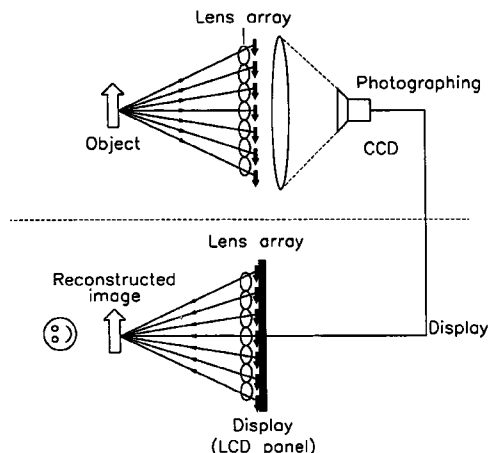 Lens array
Photographing
CCD
Object
Lens array
Reconstructed
image
Display
Display
(LCD panel)